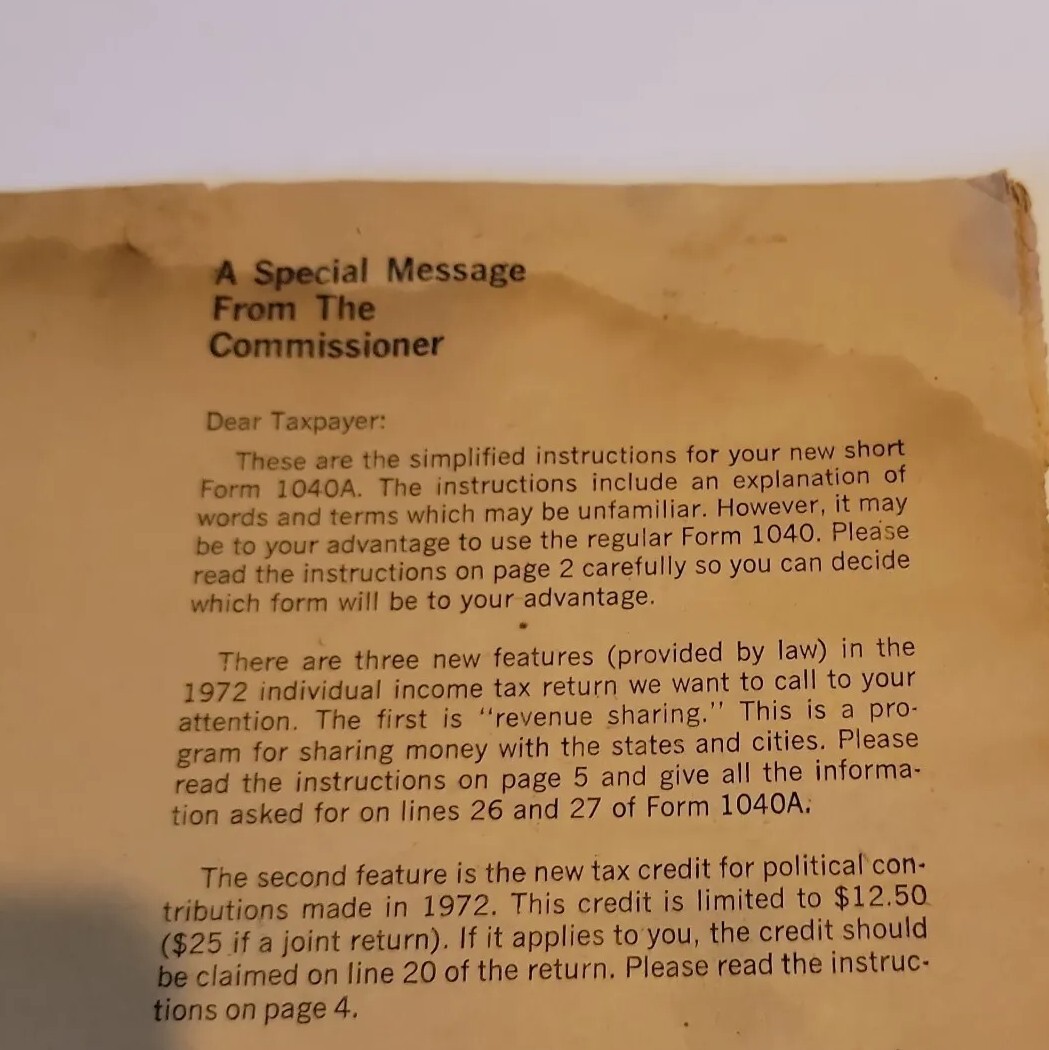 A Special Message
From The
Commissioner
Dear Taxpayer:
These are the simplified instructions for your new short
Form 1040A. The instructions include an explanation of
words and terms which may be unfamiliar. However, it may
be to your advantage to use the regular Form 1040. Please
read the instructions on page 2 carefully so you can decide
which form will be to your advantage.
There are three new features (provided by law) in the
1972 individual income tax return we want to call to your
attention. The first is “revenue sharing.” This is a pro-
gram for sharing money with the states and cities. Please
read the instructions on page 5 and give all the informa-
tion asked for on lines 26 and 27 of Form 1040A.
The second feature is the new tax credit for political con-
tributions made in 1972. This credit is limited to $12.50
($25 if a joint return). If it applies to you, the credit should
be claimed on line 20 of the return. Please read the instruc-
tions on page 4.